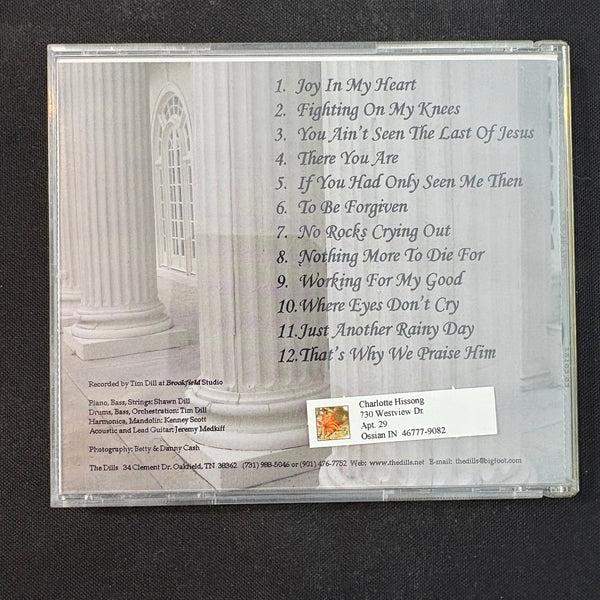 1. Joy In My Heart
2. Fighting On My Knees
3. You Ain't Seen The Last Of Jesus
4. There You Are
5. If You Had Only Seen Me Then
6. To Be Forgiven
7. No Rocks Crying Out
8. Nothing More To Die For
9. Working For My Good
10. Where Eyes Don't Cry
11. Just Another Rainy Day
12. That's Why We Praise Him
Recorded by Tim Dill at Brookfield Studio
Piano, Bass, Strings: Shawn Dill
Drums, Bass, Orchestration: Tim Dill
Harmonica, Mandolin: Kenney Scott
Acoustic and Lead Guitar: Jeremy Medkiff
Photography: Betty & Danny Cash
The Dills 34 Clement Dr. Oakfield, TN 38362 (731) 988-5046 or (901) 476-7752 Web: www.thedills.net E-mail: thedills@bigfoot.com
Charlotte Hissong
730 Westview Dr.
Apt. 29
Ossian IN 46777-9082